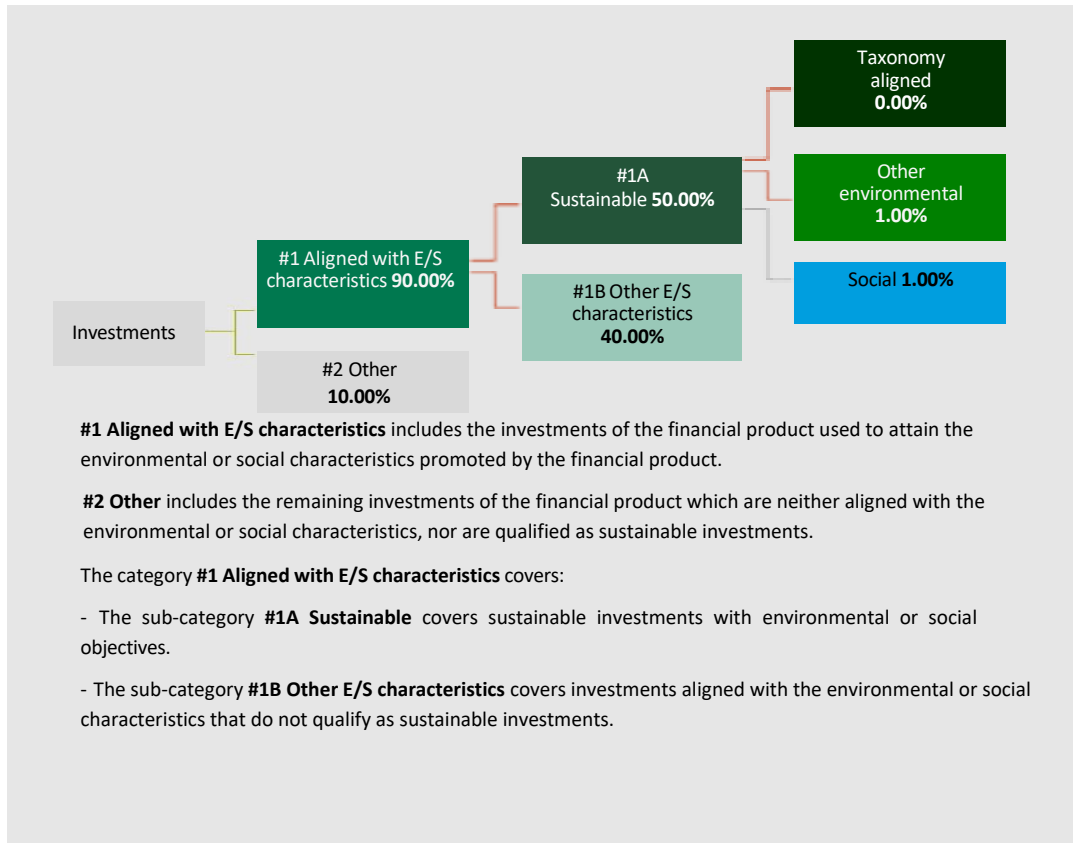 Taxonomy
aligned
0.00%
#1A
Sustainable 50.00%
Other
environmental
1.00%
#1 Aligned with E/S
characteristics 90.00%
Social 1.00%
#1B Other E/S
characteristics
40.00%
Investments
#2 Other
10.00%
#1 Aligned with E/S characteristics includes the investments of the financial product used to attain the
environmental or social characteristics promoted by the financial product.
#2 Other includes the remaining investments of the financial product which are neither aligned with the
environmental or social characteristics, nor are qualified as sustainable investments.
The category #1 Aligned with E/S characteristics covers:
- The sub-category #1A Sustainable covers sustainable investments with environmental or social
objectives.
- The sub-category #1B Other E/S characteristics covers investments aligned with the environmental or social
characteristics that do not qualify as sustainable investments.